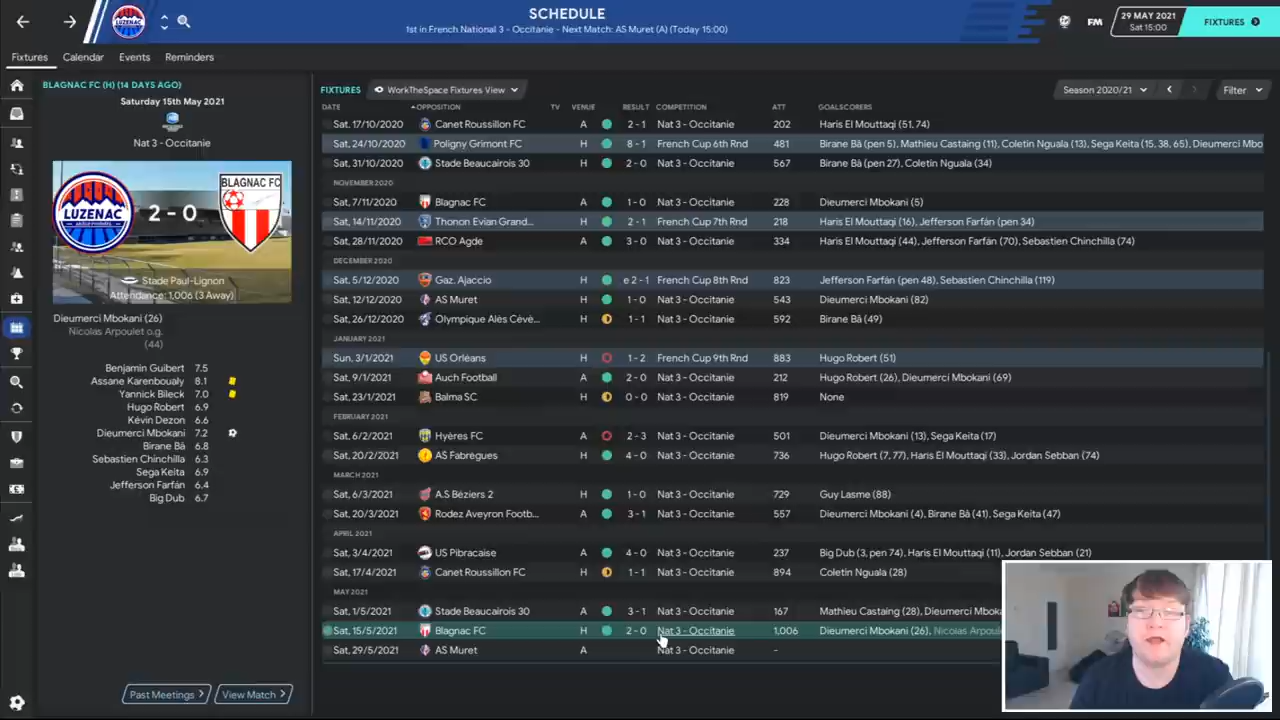 SCHEDULE
1st in French National 3 - Occitanie - Next Match: AS Muret (A) (Today 15:00)
FM
29 MAY 2021
Sat 15:00
FIXTURES
Fixtures Calendar Events Reminders
BLAGNAC FC (H) (14 DAYS AGO)
Saturday 15th May 2021
Nat 3 - Occitanie
LUZENAC
2 - 0
BLAGNAC FC
Stade Paul-Lignon
Attendance: 1,006 (3 Away)
Dieumerci Mbokani (26)
Nicolas Arpoulet o.g.
(44)
Benjamin Guibert 7.5
Assane Karenboualy 8.1
Yannick Bileck 7.0
Hugo Robert 6.9
Kévin Dezon 6.6
Dieumerci Mbokani 7.2
Birane Bâ 6.8
Sebastien Chinchilla 6.3
Sega Keita 6.9
Jefferson Farfán 6.4
Big Dub 6.7
Past Meetings
View Match
FIXTURES WorkTheSpace Fixtures View Season 2020/21 Filter
DATE OPPOSITION TV VENUE RESULT COMPETITION ATT GOALSCORERS
Sat, 17/10/2020 Canet Roussillon FC A 2 - 1 Nat 3 - Occitanie 202 Haris El Mouttaqi (51, 74)
Sat, 24/10/2020 Poligny Grimont FC H 8 - 1 French Cup 6th Rnd 481 Birane Bâ (pen 5), Mathieu Castaing (11), Coletin Nguala (13), Sega Keita (15, 38, 65), Dieumerci Mbo
Sat, 31/10/2020 Stade Beaucairois 30 H 2 - 0 Nat 3 - Occitanie 567 Birane Bâ (pen 27), Coletin Nguala (34)
NOVEMBER 2020
Sat, 7/11/2020 Blagnac FC A 1 - 0 Nat 3 - Occitanie 228 Dieumerci Mbokani (5)
Sat, 14/11/2020 Thonon Evian Grand... H 2 - 1 French Cup 7th Rnd 218 Haris El Mouttaqi (16), Jefferson Farfán (pen 34)
Sat, 28/11/2020 RCO Agde A 3 - 0 Nat 3 - Occitanie 334 Haris El Mouttaqi (44), Jefferson Farfán (70), Sebastien Chinchilla (74)
DECEMBER 2020
Sat, 5/12/2020 Gaz. Ajaccio H e 2 - 1 French Cup 8th Rnd 823 Jefferson Farfán (pen 48), Sebastien Chinchilla (119)
Sat, 12/12/2020 AS Muret H 1 - 0 Nat 3 - Occitanie 543 Dieumerci Mbokani (82)
Sat, 26/12/2020 Olympique Alès Céve... H 1 - 1 Nat 3 - Occitanie 592 Birane Bâ (49)
JANUARY 2021
Sun, 3/1/2021 US Orléans H 1 - 2 French Cup 9th Rnd 883 Hugo Robert (51)
Sat, 9/1/2021 Auch Football A 2 - 0 Nat 3 - Occitanie 212 Hugo Robert (26), Dieumerci Mbokani (69)
Sat, 23/1/2021 Balma SC H 0 - 0 Nat 3 - Occitanie 819 None
FEBRUARY 2021
Sat, 6/2/2021 Hyères FC A 2 - 3 Nat 3 - Occitanie 501 Dieumerci Mbokani (13), Sega Keita (17)
Sat, 20/2/2021 AS Fabrègues H 4 - 0 Nat 3 - Occitanie 736 Hugo Robert (7, 77), Haris El Mouttaqi (33), Jordan Sebban (74)
MARCH 2021
Sat, 6/3/2021 A.S Béziers 2 H 1 - 0 Nat 3 - Occitanie 729 Guy Lasme (88)
Sat, 20/3/2021 Rodez Aveyron Footb... A 3 - 1 Nat 3 - Occitanie 557 Dieumerci Mbokani (4), Birane Bâ (41), Sega Keita (47)
APRIL 2021
Sat, 3/4/2021 US Pibracaise A 4 - 0 Nat 3 - Occitanie 237 Big Dub (3, pen 74), Haris El Mouttaqi (11), Jordan Sebban (21)
Sat, 17/4/2021 Canet Roussillon FC H 1 - 1 Nat 3 - Occitanie 894 Coletin Nguala (28)
MAY 2021
Sat, 1/5/2021 Stade Beaucairois 30 A 3 - 1 Nat 3 - Occitanie 167 Mathieu Castaing (28), Dieumerci Mboka
Sat, 15/5/2021 Blagnac FC H 2 - 0 Nat 3 - Occitanie 1,006 Dieumerci Mbokani (26), Nicolas Arpoul
Sat, 29/5/2021 AS Muret A Nat 3 - Occitanie -